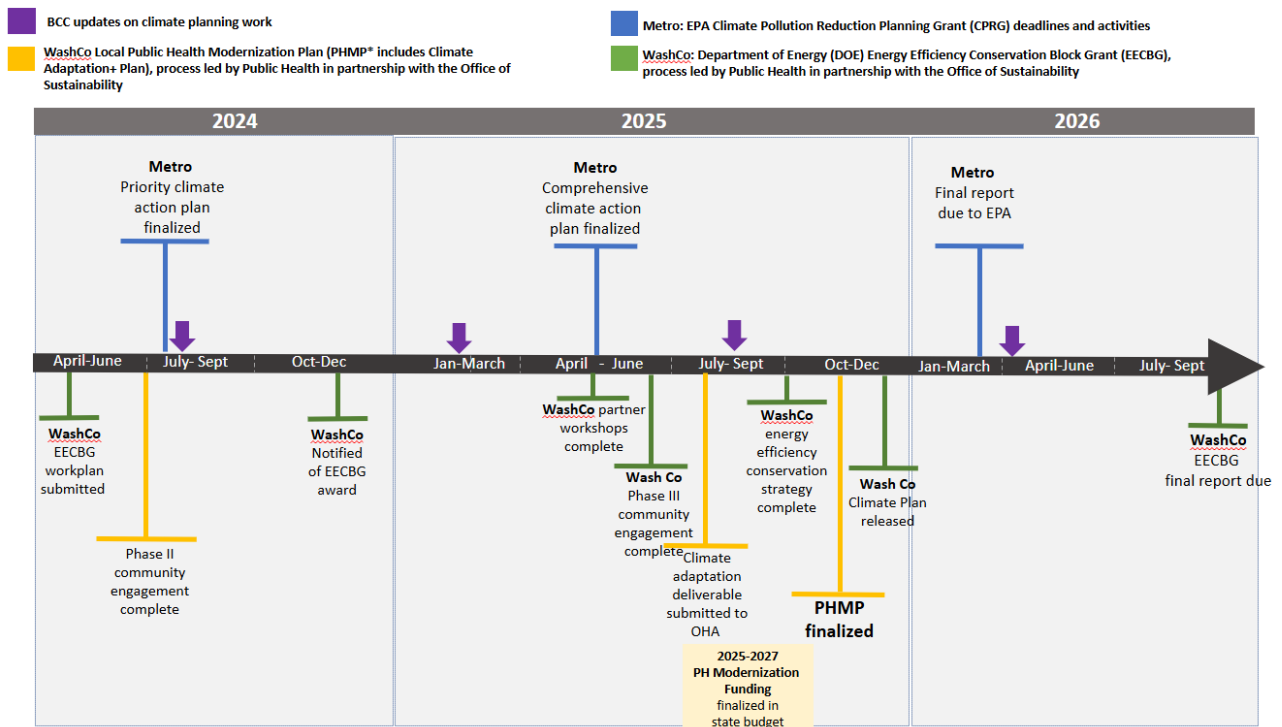 BCC updates on climate planning work
WashCo Local Public Health Modernization Plan (PHMP* includes Climate
Adaptation+ Plan), process led by Public Health in partnership with the Office of
Sustainability
Metro: EPA Climate Pollution Reduction Planning Grant (CPRG) deadlines and activities
WashCo: Department of Energy (DOE) Energy Efficiency Conservation Block Grant (EECBG),
process led by Public Health in partnership with the Office of Sustainability
2024
2025
2026
Metro
Priority climate
action plan
finalized
Metro
Comprehensive
climate action
plan finalized
Metro
Final report
due to EPA
April-June
July- Sept
Oct-Dec
Jan-March
April - June
July- Sept
Oct-Dec
Jan-March
April-June
July- Sept
WashCo
EECBG
workplan
submitted
Phase II
community
engagement
complete
WashCo
Notified
of EECBG
award
WashCo partner
workshops
complete
Wash Co
Phase III
community
engagement
complete
Climate
adaptation
deliverable
submitted to
OHA
2025-2027
PH Modernization
Funding
finalized in
state budget
WashCo
energy
efficiency
conservation
strategy
complete
PHMP
finalized
Wash Co
Climate Plan
released
WashCo
EECBG
final report due